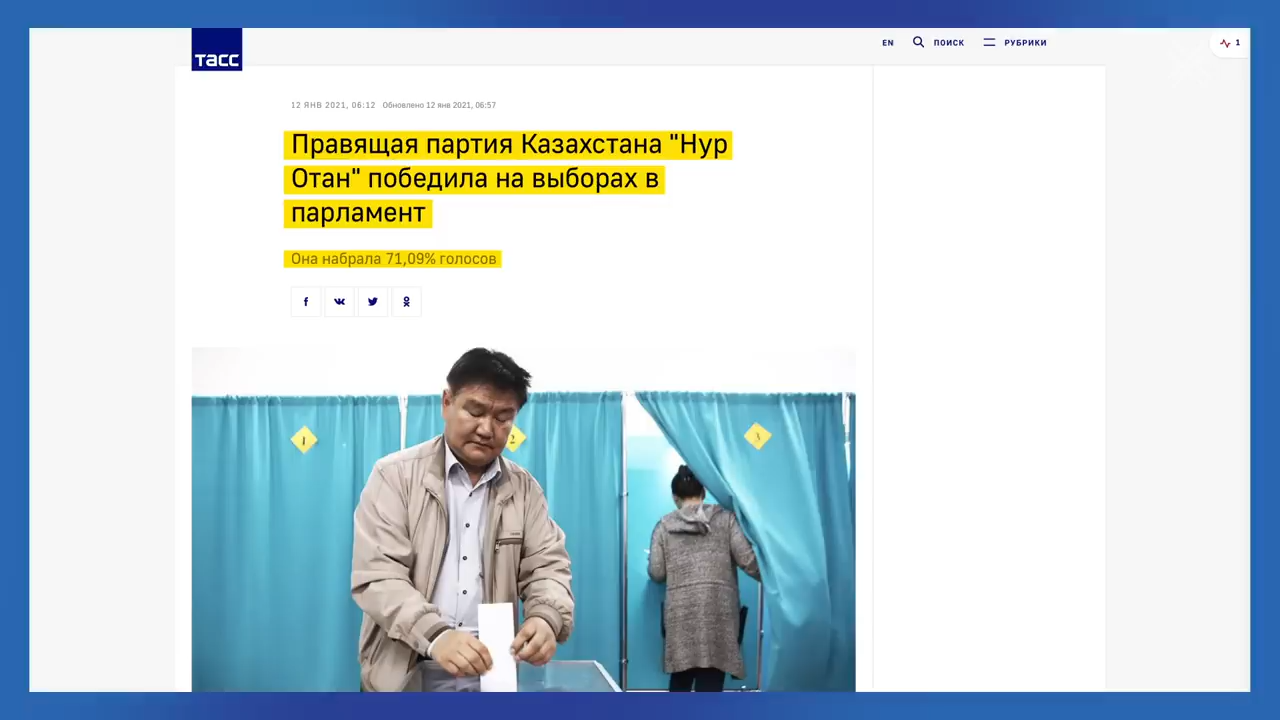 тасс
EN ПОИСК РУБРИКИ 1
12 ЯНВ 2021, 06:12 Обновлено 12 янв 2021, 06:57
Правящая партия Казахстана "Нур
Отан" победила на выборах в
парламент
Она набрала 71,09% голосов
1
2
3